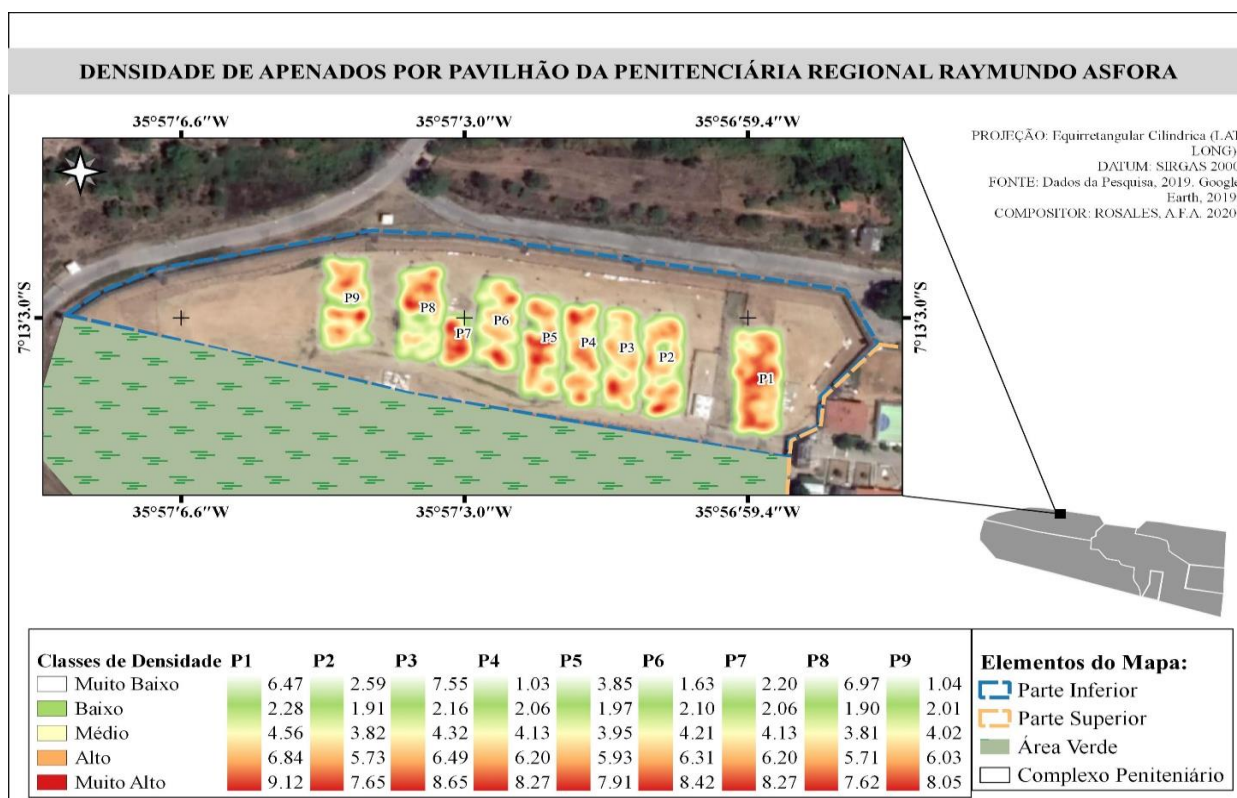 DENSIDADE DE APENADOS POR PAVILHÃO DA PENITENCIÁRIA REGIONAL RAYMUNDO ASFORA
35°57'6.6"W 35°57'3.0"W 35°56'59.4"W
PROJEÇÃO: Equirretangular Cilíndrica (LAT
LONG)
DATUM: SIRGAS 2000
FONTE: Dados da Pesquisa, 2019. Google
Earth, 2019
COMPOSITOR: ROSALES, A.F.A. 2020
7°13'3.0"S
P9
P8
P7
P6
P5
P4
P3
P2
P1
7°13'3.0"S
35°57'6.6"W 35°57'3.0"W 35°56'59.4"W
Classes de Densidade P1 P2 P3 P4 P5 P6 P7 P8 P9
Muito Baixo 6.47 2.59 7.55 1.03 3.85 1.63 2.20 6.97 1.04
Baixo 2.28 1.91 2.16 2.06 1.97 2.10 2.06 1.90 2.01
Médio 4.56 3.82 4.32 4.13 3.95 4.21 4.13 3.81 4.02
Alto 6.84 5.73 6.49 6.20 5.93 6.31 6.20 5.71 6.03
Muito Alto 9.12 7.65 8.65 8.27 7.91 8.42 8.27 7.62 8.05
Elementos do Mapa:
Parte Inferior
Parte Superior
Área Verde
Complexo Peniteniário